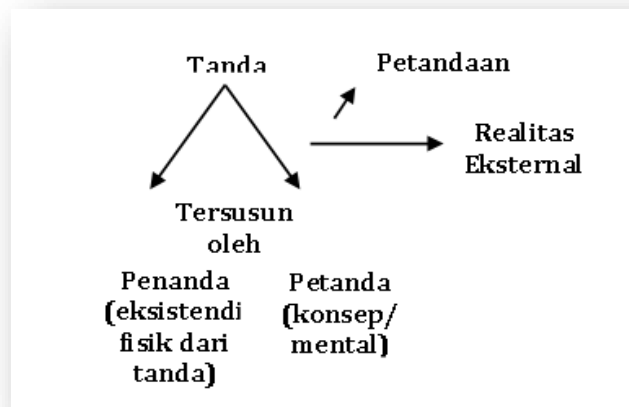 Tanda
Petandaan
Realitas
Eksternal
Tersusun
oleh
Penanda
(eksistendi
fisik dari
tanda)
Petanda
(konsep/
mental)